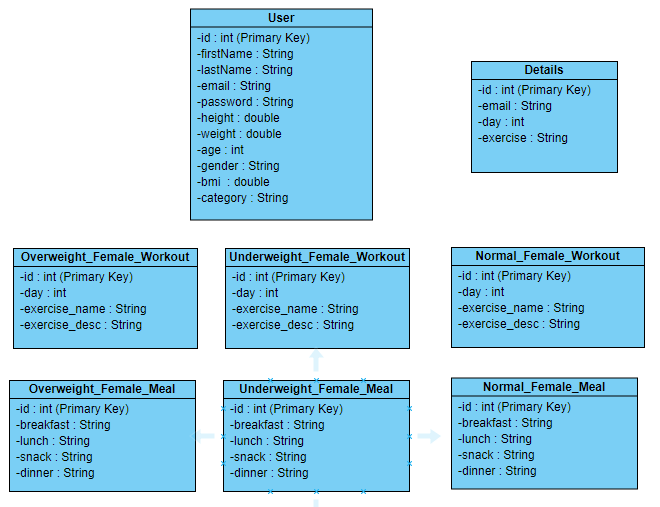 User
-id : int (Primary Key)
-firstName : String
-lastName : String
-email : String
-password : String
-height : double
-weight : double
-age : int
-gender : String
-bmi : double
-category : String
Details
-id : int (Primary Key)
-email : String
-day : int
-exercise : String
Overweight_Female_Workout
-id : int (Primary Key)
-day : int
-exercise_name : String
-exercise_desc : String
Underweight_Female_Workout
-id : int (Primary Key)
-day : int
-exercise_name : String
-exercise_desc : String
Normal_Female_Workout
-id : int (Primary Key)
-day : int
-exercise_name : String
-exercise_desc : String
Overweight_Female_Meal
-id : int (Primary Key)
-breakfast : String
-lunch : String
-snack : String
-dinner : String
Underweight_Female_Meal
-id : int (Primary Key)
-breakfast : String
-lunch : String
-snack : String
-dinner : String
Normal_Female_Meal
-id : int (Primary Key)
-breakfast : String
-lunch : String
-snack : String
-dinner : String